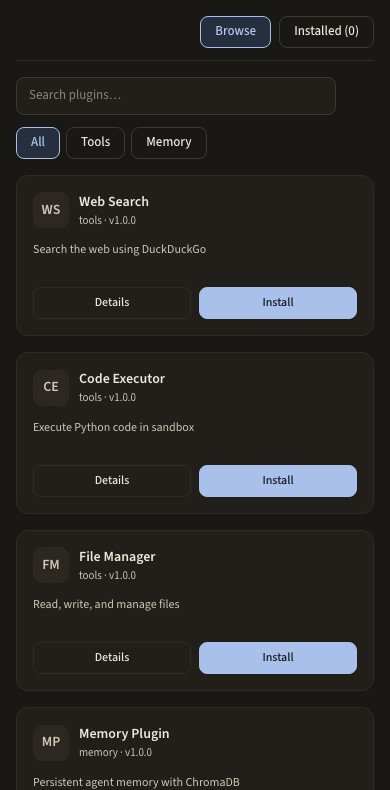 Browse
Installed (0)
Search plugins…
All
Tools
Memory
WS
Web Search
tools · v1.0.0
Search the web using DuckDuckGo
Details
Install
CE
Code Executor
tools · v1.0.0
Execute Python code in sandbox
Details
Install
FM
File Manager
tools · v1.0.0
Read, write, and manage files
Details
Install
MP
Memory Plugin
memory · v1.0.0
Persistent agent memory with ChromaDB